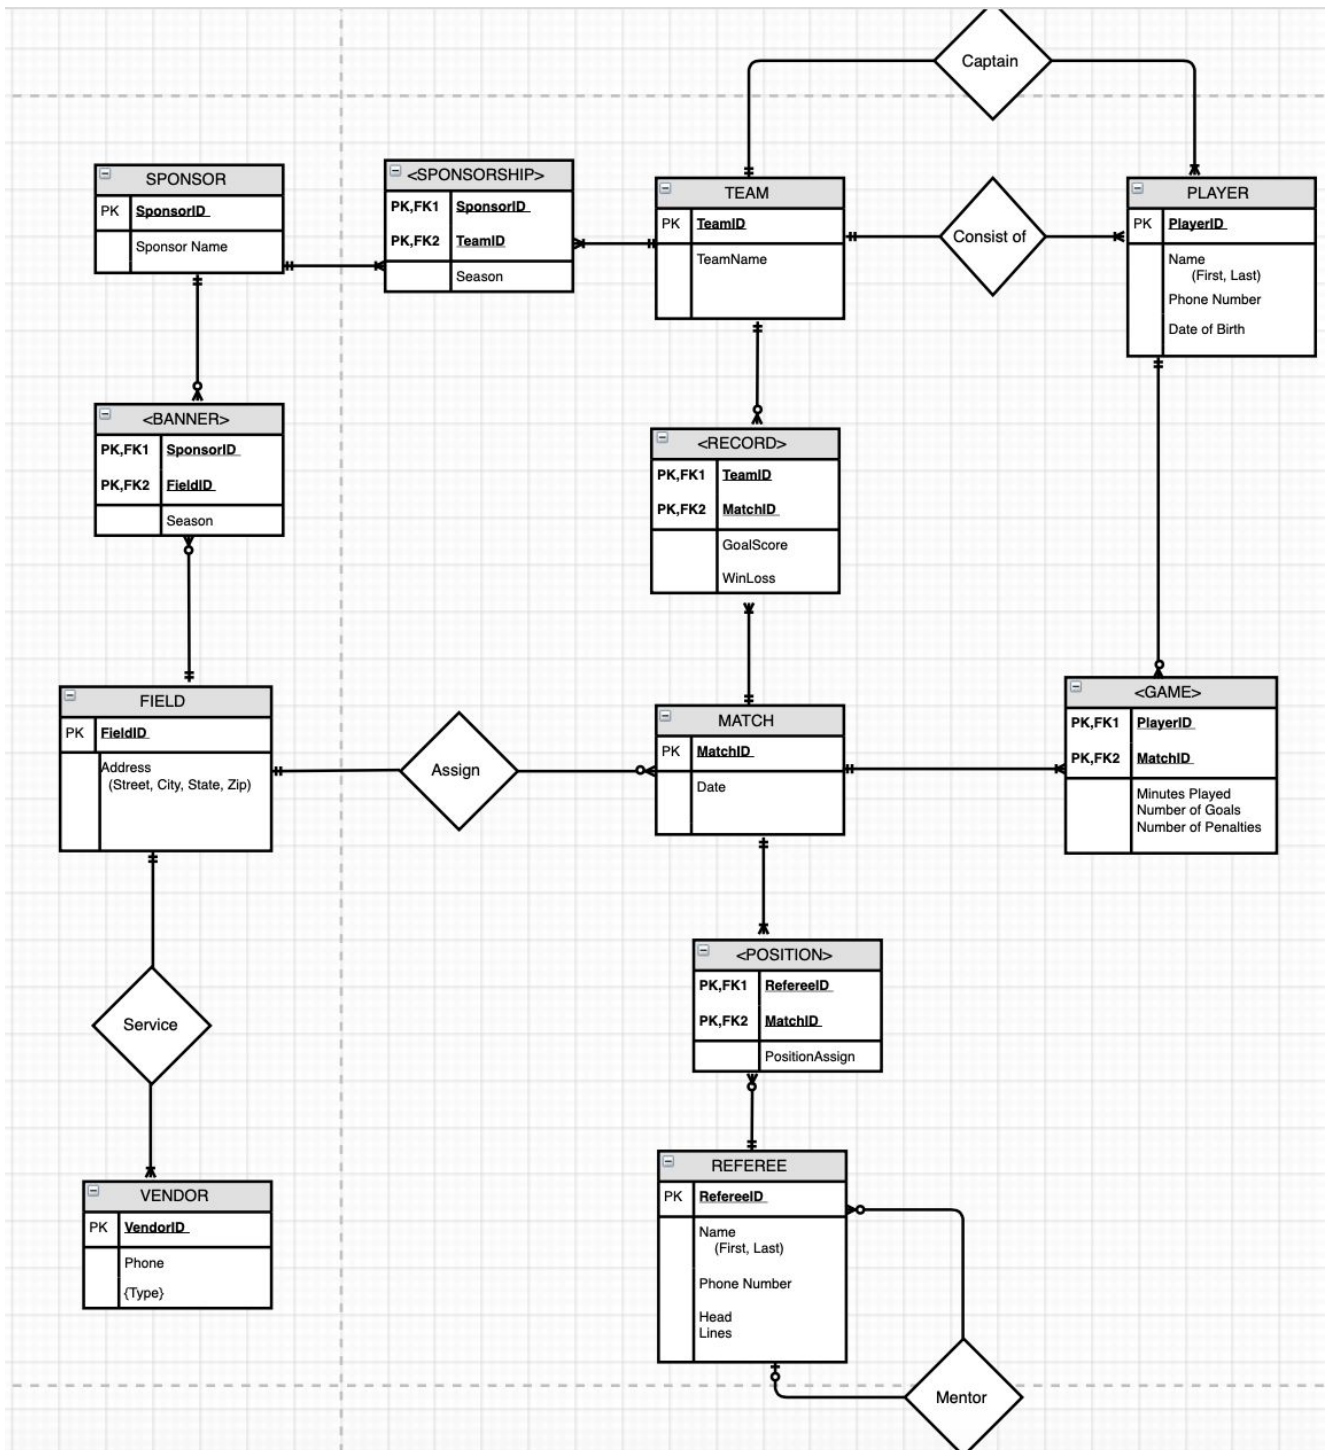 Captain
SPONSOR
PK SponsorID
Sponsor Name
<SPONSORSHIP>
PK,FK1 SponsorID
PK,FK2 TeamID
Season
TEAM
PK TeamID
TeamName
Consist of
PLAYER
PK PlayerID
Name
(First, Last)
Phone Number
Date of Birth
<BANNER>
PK,FK1 SponsorID
PK,FK2 FieldID
Season
<RECORD>
PK,FK1 TeamID
PK,FK2 MatchID
GoalScore
WinLoss
FIELD
PK FieldID
Address
(Street, City, State, Zip)
Assign
MATCH
PK MatchID
Date
<GAME>
PK,FK1 PlayerID
PK,FK2 MatchID
Minutes Played
Number of Goals
Number of Penalties
Service
<POSITION>
PK,FK1 RefereeID
PK,FK2 MatchID
PositionAssign
VENDOR
PK VendorID
Phone
{Type}
REFEREE
PK RefereeID
Name
(First, Last)
Phone Number
Head
Lines
Mentor